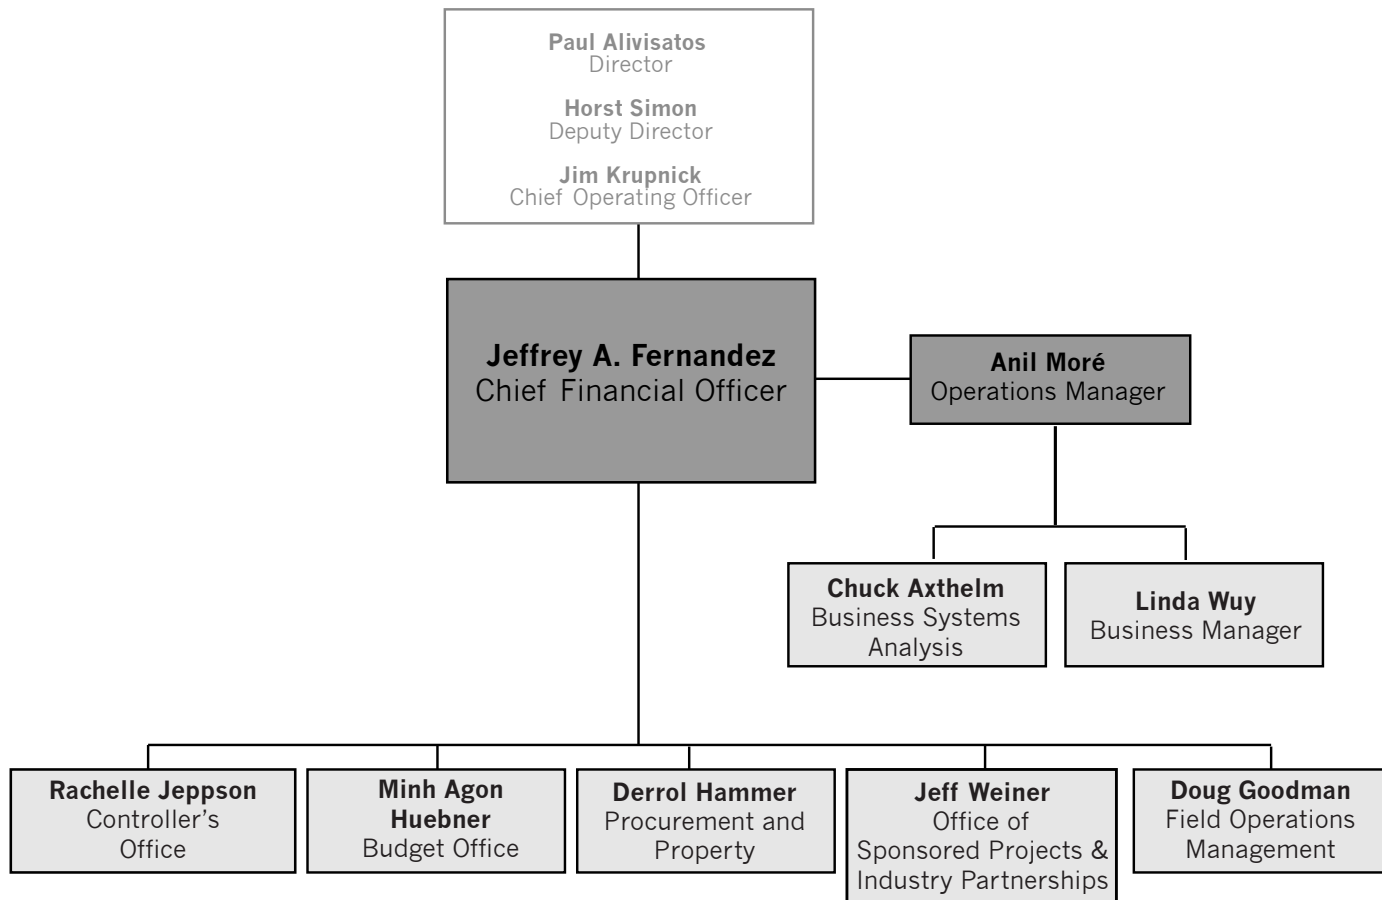 Paul Alivisatos
Director
Horst Simon
Deputy Director
Jim Krupnick
Chief Operating Officer
Jeffrey A. Fernandez
Chief Financial Officer
Anil Moré
Operations Manager
Chuck Axthelm
Business Systems
Analysis
Linda Wuy
Business Manager
Rachelle Jeppson
Controller’s
Office
Minh Agon
Huebner
Budget Office
Derrol Hammer
Procurement and
Property
Jeff Weiner
Office of
Sponsored Projects &
Industry Partnerships
Doug Goodman
Field Operations
Management